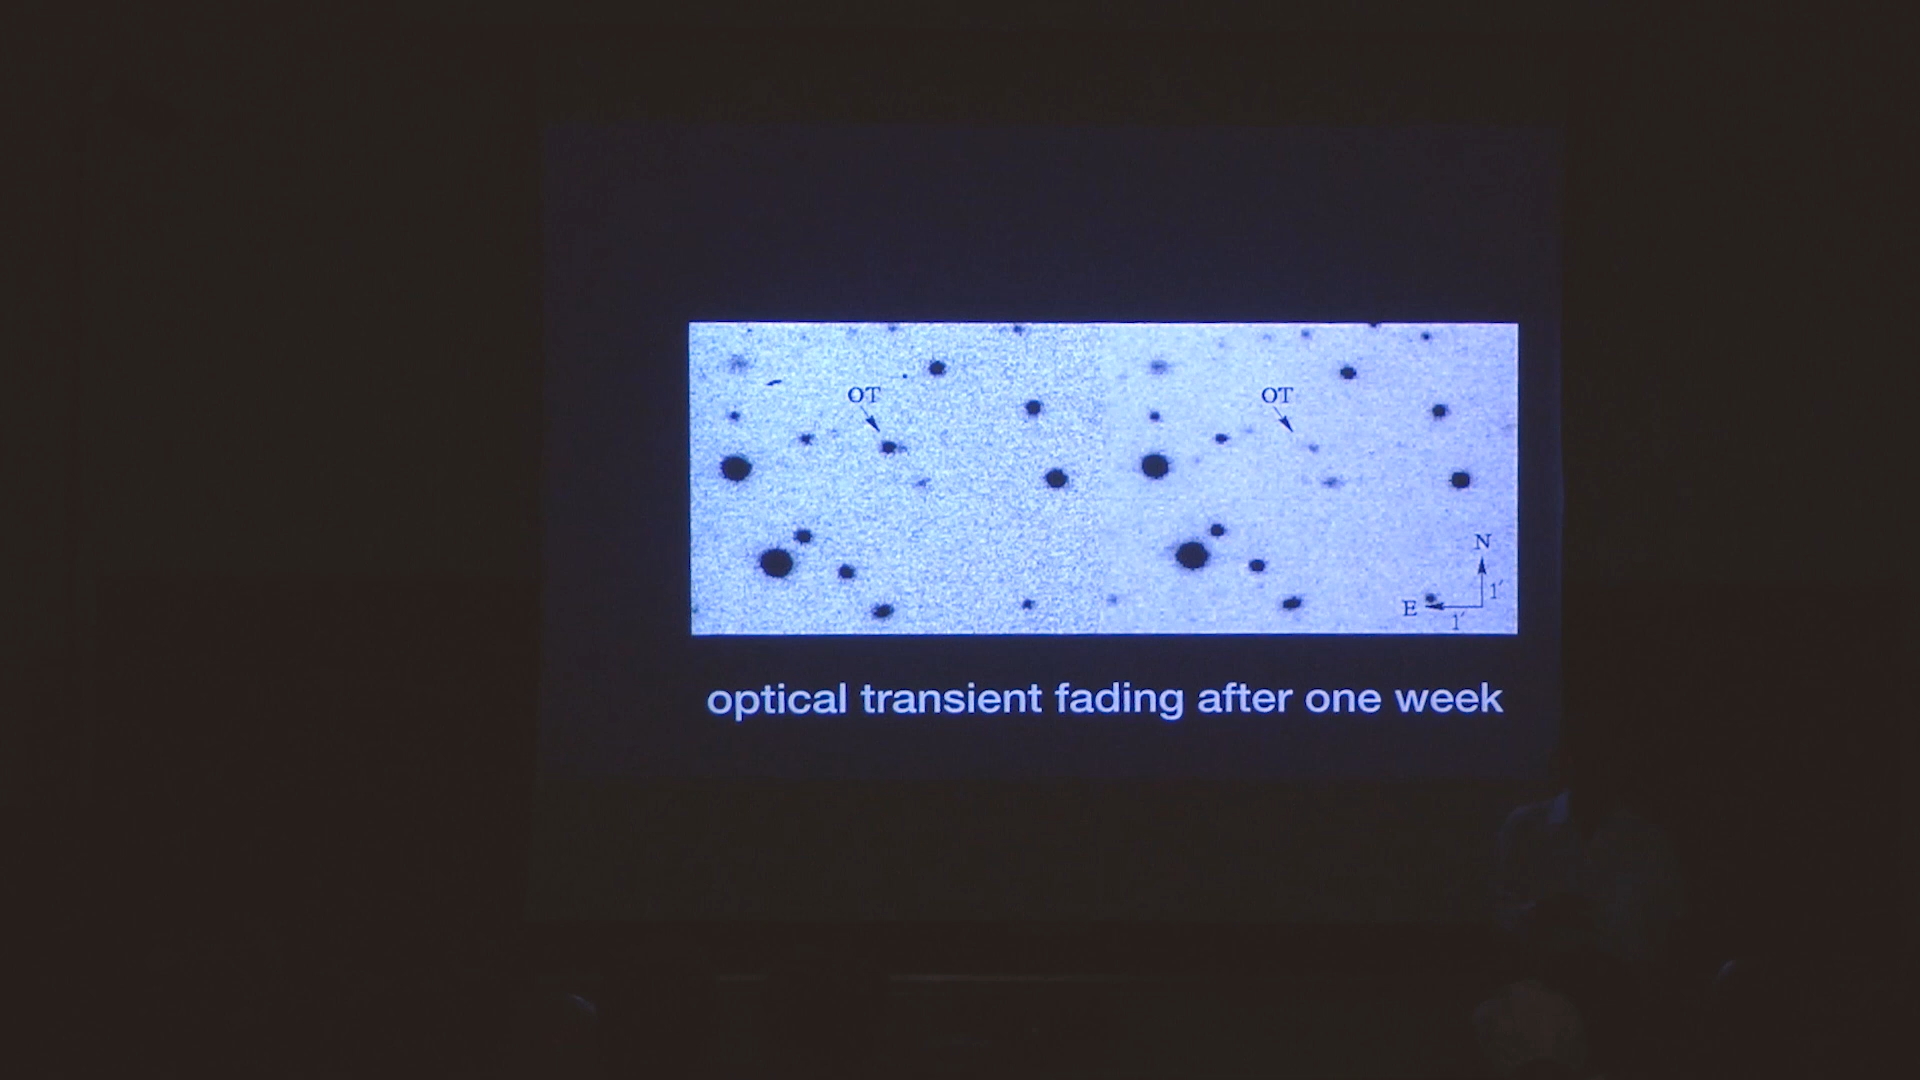 OT
OT
N
1′
E
1′
optical transient fading after one week